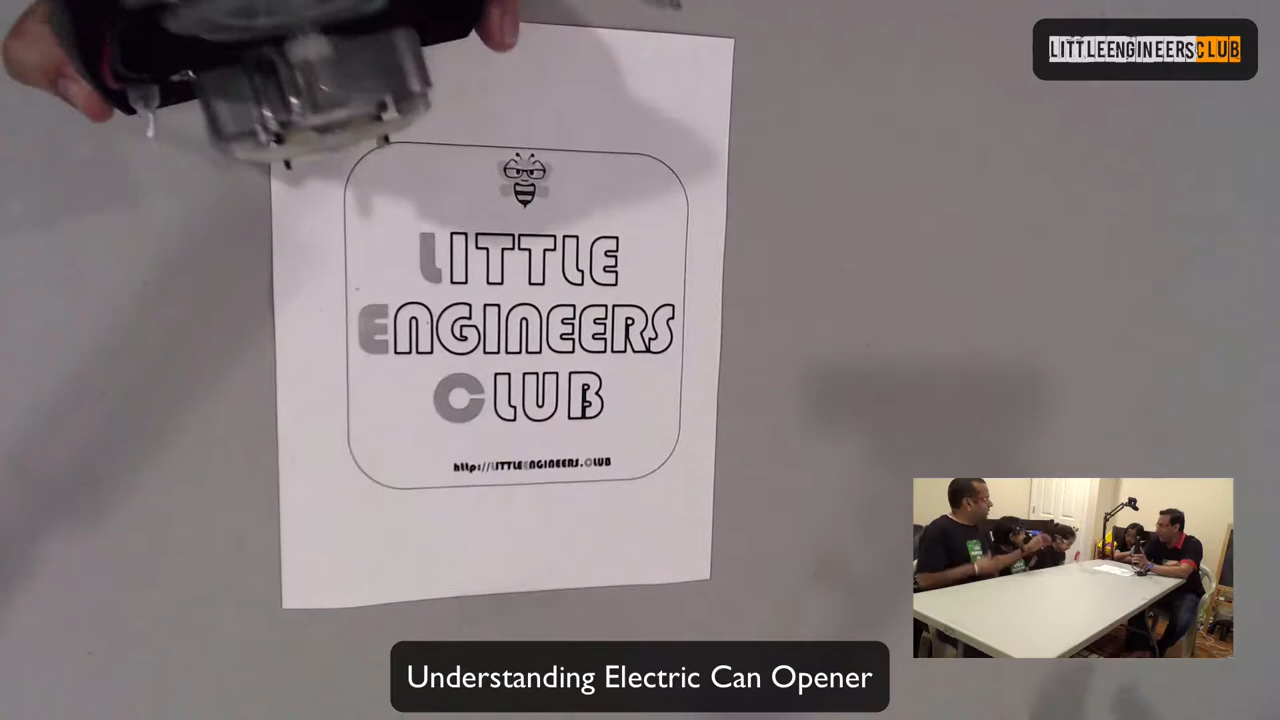 LITTLEENGINEERSCLUB
LITTLE
ENGINEERS
CLUB
http://LITTLEENGINEERS.CLUB
Understanding Electric Can Opener